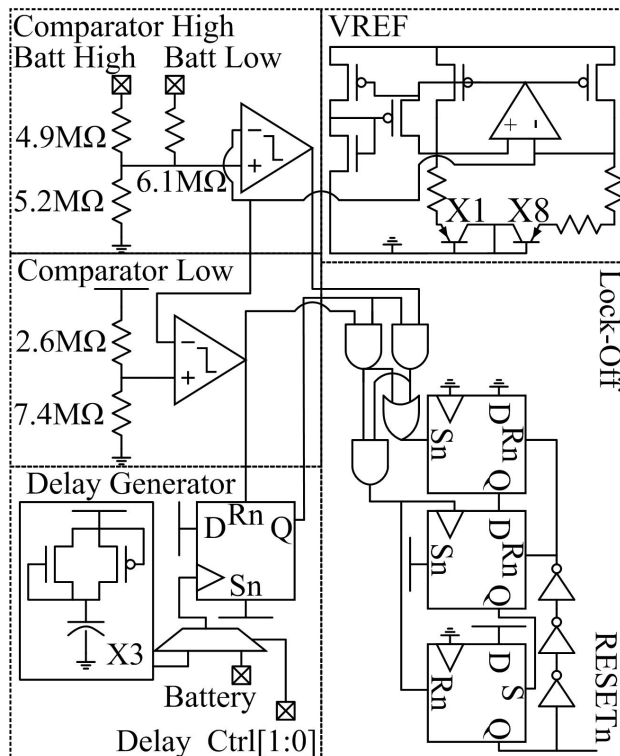 Comparator High
Batt High
Batt Low
4.9MΩ
6.1MΩ
5.2MΩ
− +
VREF
+ -
X1
X8
Comparator Low
2.6MΩ
7.4MΩ
− +
Lock-Off
Delay Generator
X3
D
Rn
Q
Sn
Battery
Delay Ctrl[1:0]
D
Rn
Sn
Q
D
Rn
Sn
Q
D
S
Rn
Q
RESETn